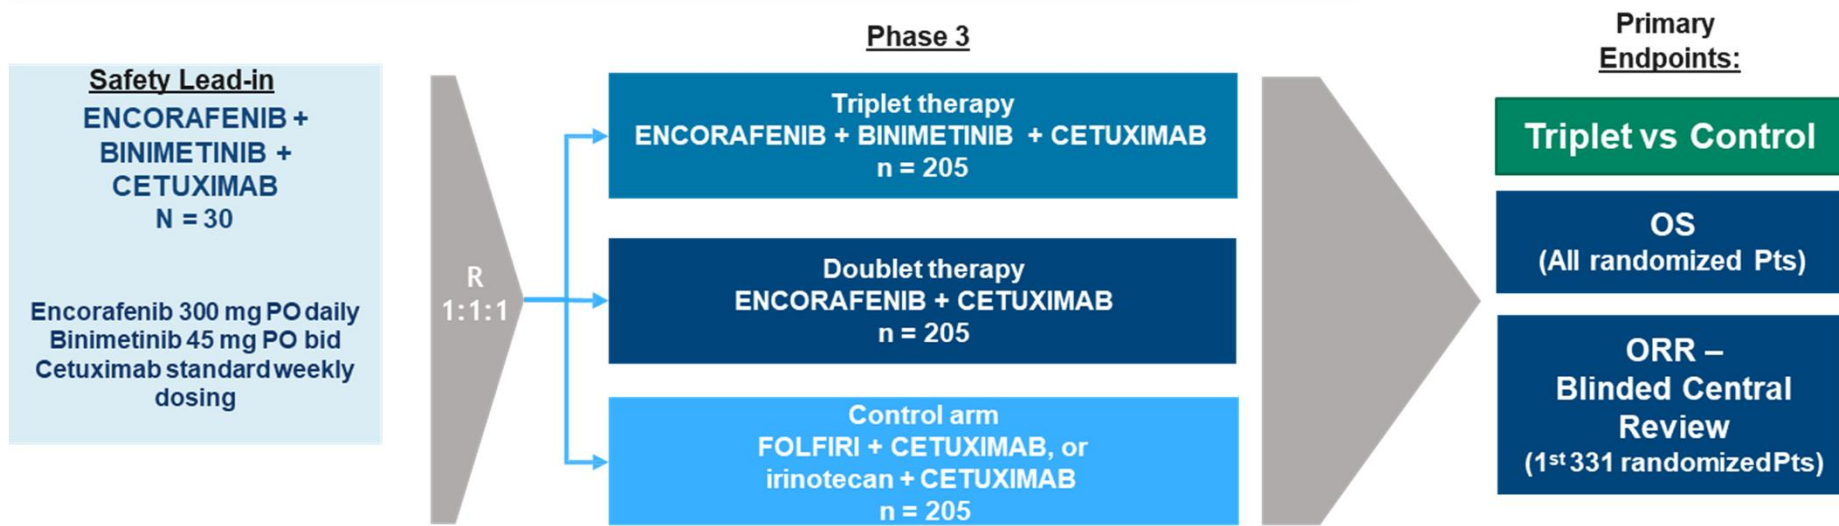 Safety Lead-in
ENCORAFENIB +
BINIMETINIB +
CETUXIMAB
N = 30
Encorafenib 300 mg PO daily
Binimetinib 45 mg PO bid
Cetuximab standard weekly
dosing
R
1:1:1
Phase 3
Triplet therapy
ENCORAFENIB + BINIMETINIB + CETUXIMAB
n = 205
Doublet therapy
ENCORAFENIB + CETUXIMAB
n = 205
Control arm
FOLFIRI + CETUXIMAB, or
irinotecan + CETUXIMAB
n = 205
Primary
Endpoints:
Triplet vs Control
OS
(All randomized Pts)
ORR –
Blinded Central
Review
(1st 331 randomized Pts)